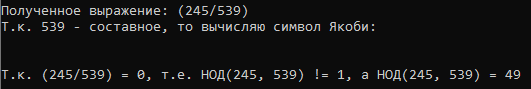 Полученное выражение: (245/539)
Т.к. 539 - составное, то вычисляю символ Якоби:
Т.к. (245/539) = 0, т.е. НОД(245, 539) != 1, а НОД(245, 539) = 49